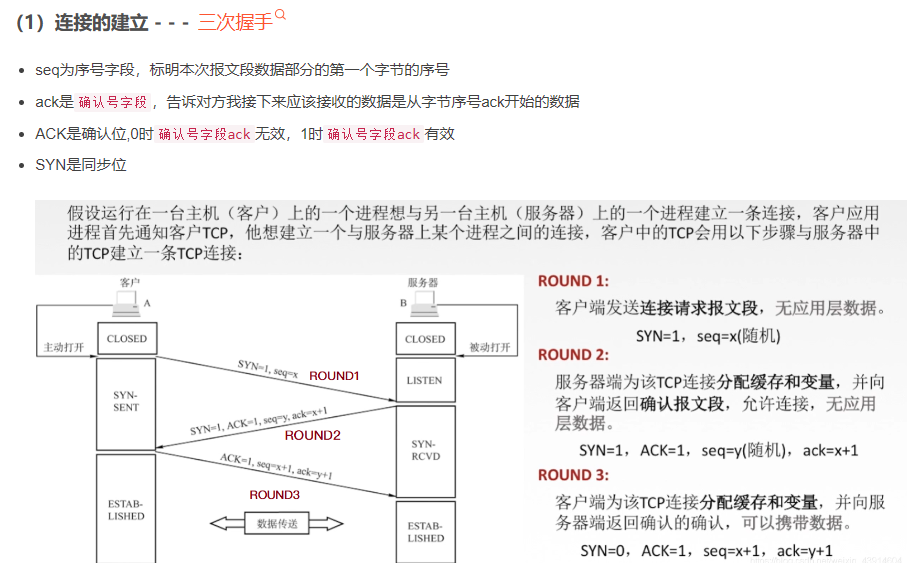 （1）连接的建立 - - - 三次握手
seq为序号字段，标明本次报文段数据部分的第一个字节的序号
ack是 确认号字段 ，告诉对方我接下来应该接收的数据是从字节序号ack开始的数据
ACK是确认位,0时 确认号字段ack 无效，1时 确认号字段ack 有效
SYN是同步位
假设运行在一台主机（客户）上的一个进程想与另一台主机（服务器）上的一个进程建立一条连接，客户应用
进程首先通知客户TCP，他想建立一个与服务器上某个进程之间的连接，客户中的TCP会用以下步骤与服务器中
的TCP建立一条TCP连接：
客户
A
服务器
B
主动打开
CLOSED
CLOSED
被动打开
SYN=1, seq=x
ROUND1
LISTEN
SYN-
SENT
SYN=1, ACK=1, seq=y, ack=x+1
ROUND2
SYN-
RCVD
ACK=1, seq=x+1, ack=y+1
ROUND3
ESTAB-
LISHED
数据传送
ESTAB-
LISHED
ROUND 1:
客户端发送连接请求报文段，无应用层数据。
SYN=1，seq=x(随机)
ROUND 2:
服务器端为该TCP连接分配缓存和变量，并向
客户端返回确认报文段，允许连接，无应用
层数据。
SYN=1，ACK=1，seq=y(随机)，ack=x+1
ROUND 3:
客户端为该TCP连接分配缓存和变量，并向服
务器端返回确认的确认，可以携带数据。
SYN=0，ACK=1，seq=x+1，ack=y+1